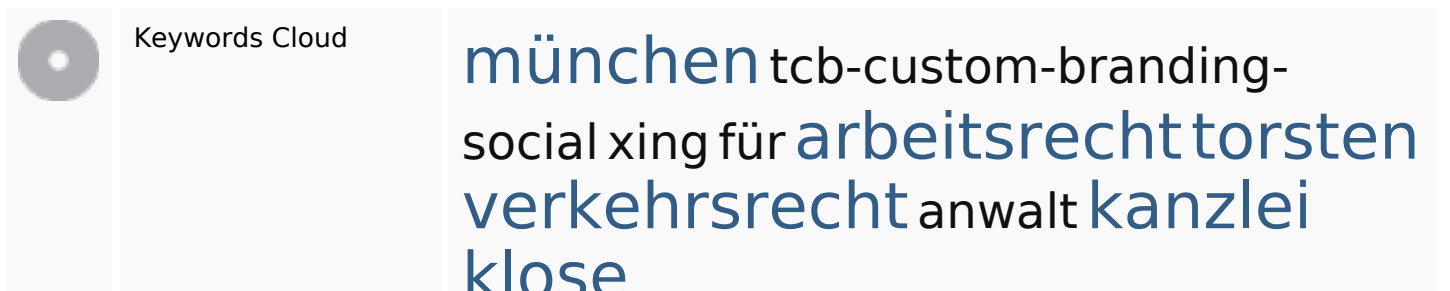 Keywords Cloud
münchen tcb-custom-branding-
social xing für arbeitsrecht torsten
verkehrsrecht anwalt kanzlei
klose